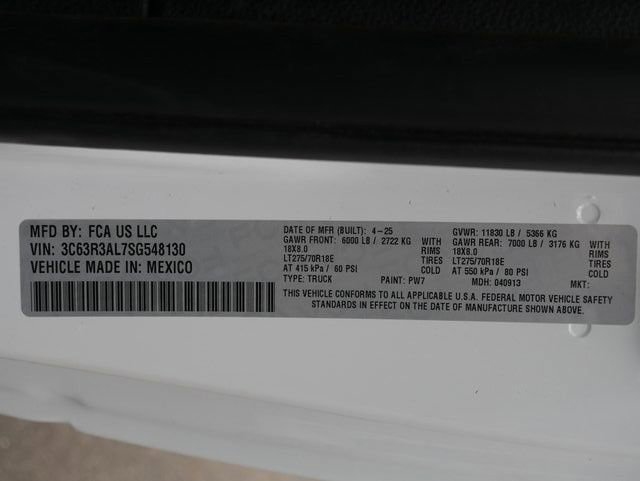 MFD BY: FCA US LLC
VIN: 3C63R3AL7SG548130
VEHICLE MADE IN: MEXICO
DATE OF MFR (BUILT): 4-25
GAWR FRONT: 6000 LB / 2722 KG WITH
18X8.0 RIMS
LT275/70R18E TIRES
AT 415 kPa / 60 PSI COLD
TYPE: TRUCK PAINT: PW7
GVWR: 11830 LB / 5366 KG
GAWR REAR: 7000 LB / 3176 KG WITH
18X8.0 RIMS
LT275/70R18E TIRES
AT 550 kPa / 80 PSI COLD
MDH: 040913 MKT:
THIS VEHICLE CONFORMS TO ALL APPLICABLE U.S.A. FEDERAL MOTOR VEHICLE SAFETY
STANDARDS IN EFFECT ON THE DATE OF MANUFACTURE SHOWN ABOVE.